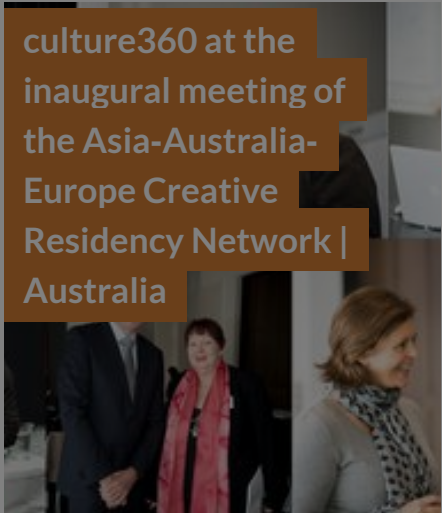 culture360 at the
inaugural meeting of
the Asia-Australia-
Europe Creative
Residency Network |
Australia